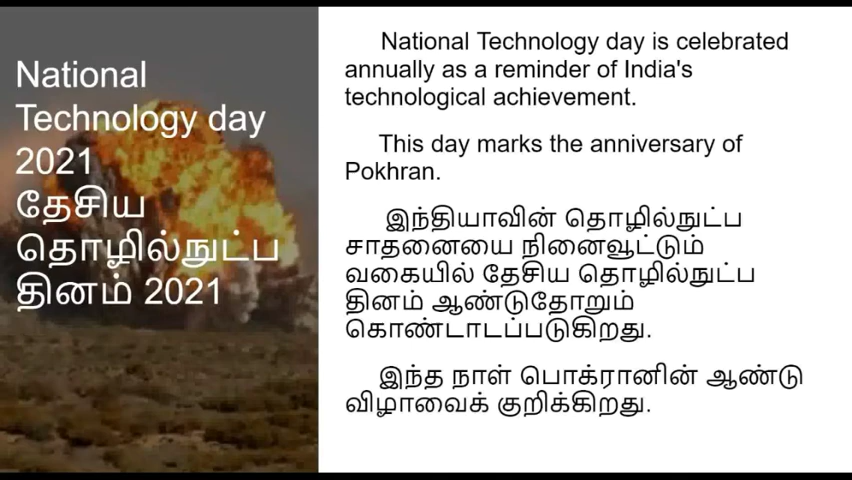 National
Technology day
2021
தேசிய
தொழில்நுட்ப
தினம் 2021
National Technology day is celebrated
annually as a reminder of India's
technological achievement.
This day marks the anniversary of
Pokhran.
இந்தியாவின் தொழில்நுட்ப
சாதனையை நினைவூட்டும்
வகையில் தேசிய தொழில்நுட்ப
தினம் ஆண்டுதோறும்
கொண்டாடப்படுகிறது.
இந்த நாள் பொக்ரானின் ஆண்டு
விழாவைக் குறிக்கிறது.